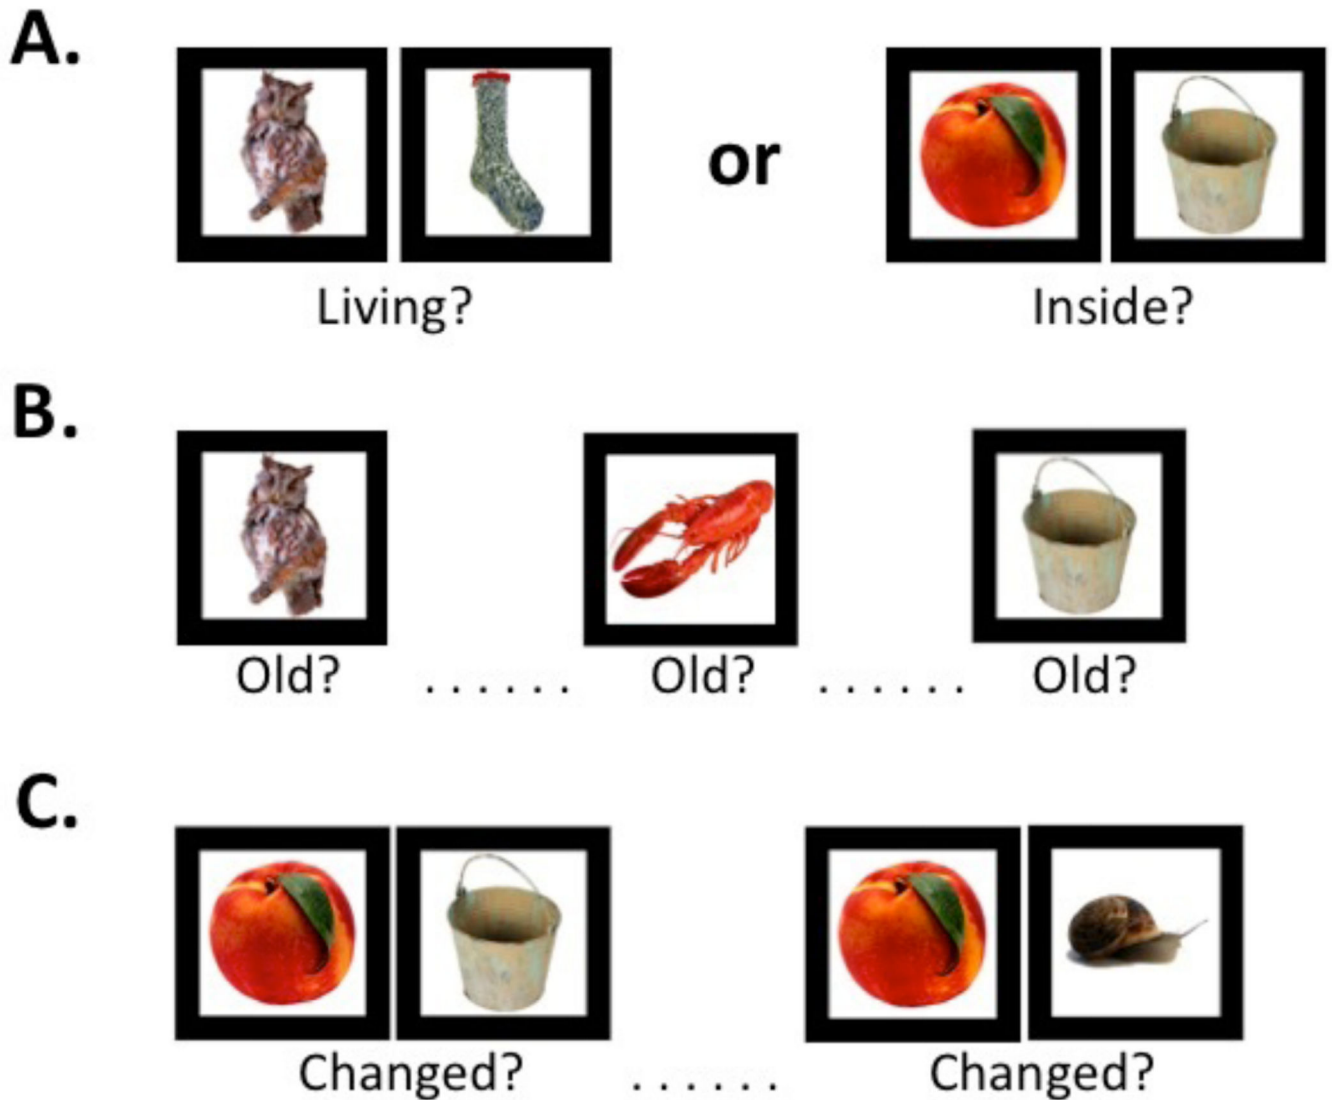 A.
or
Living?
Inside?
B.
Old? . . . . . . Old? . . . . . . Old?
C.
Changed? . . . . . . Changed?